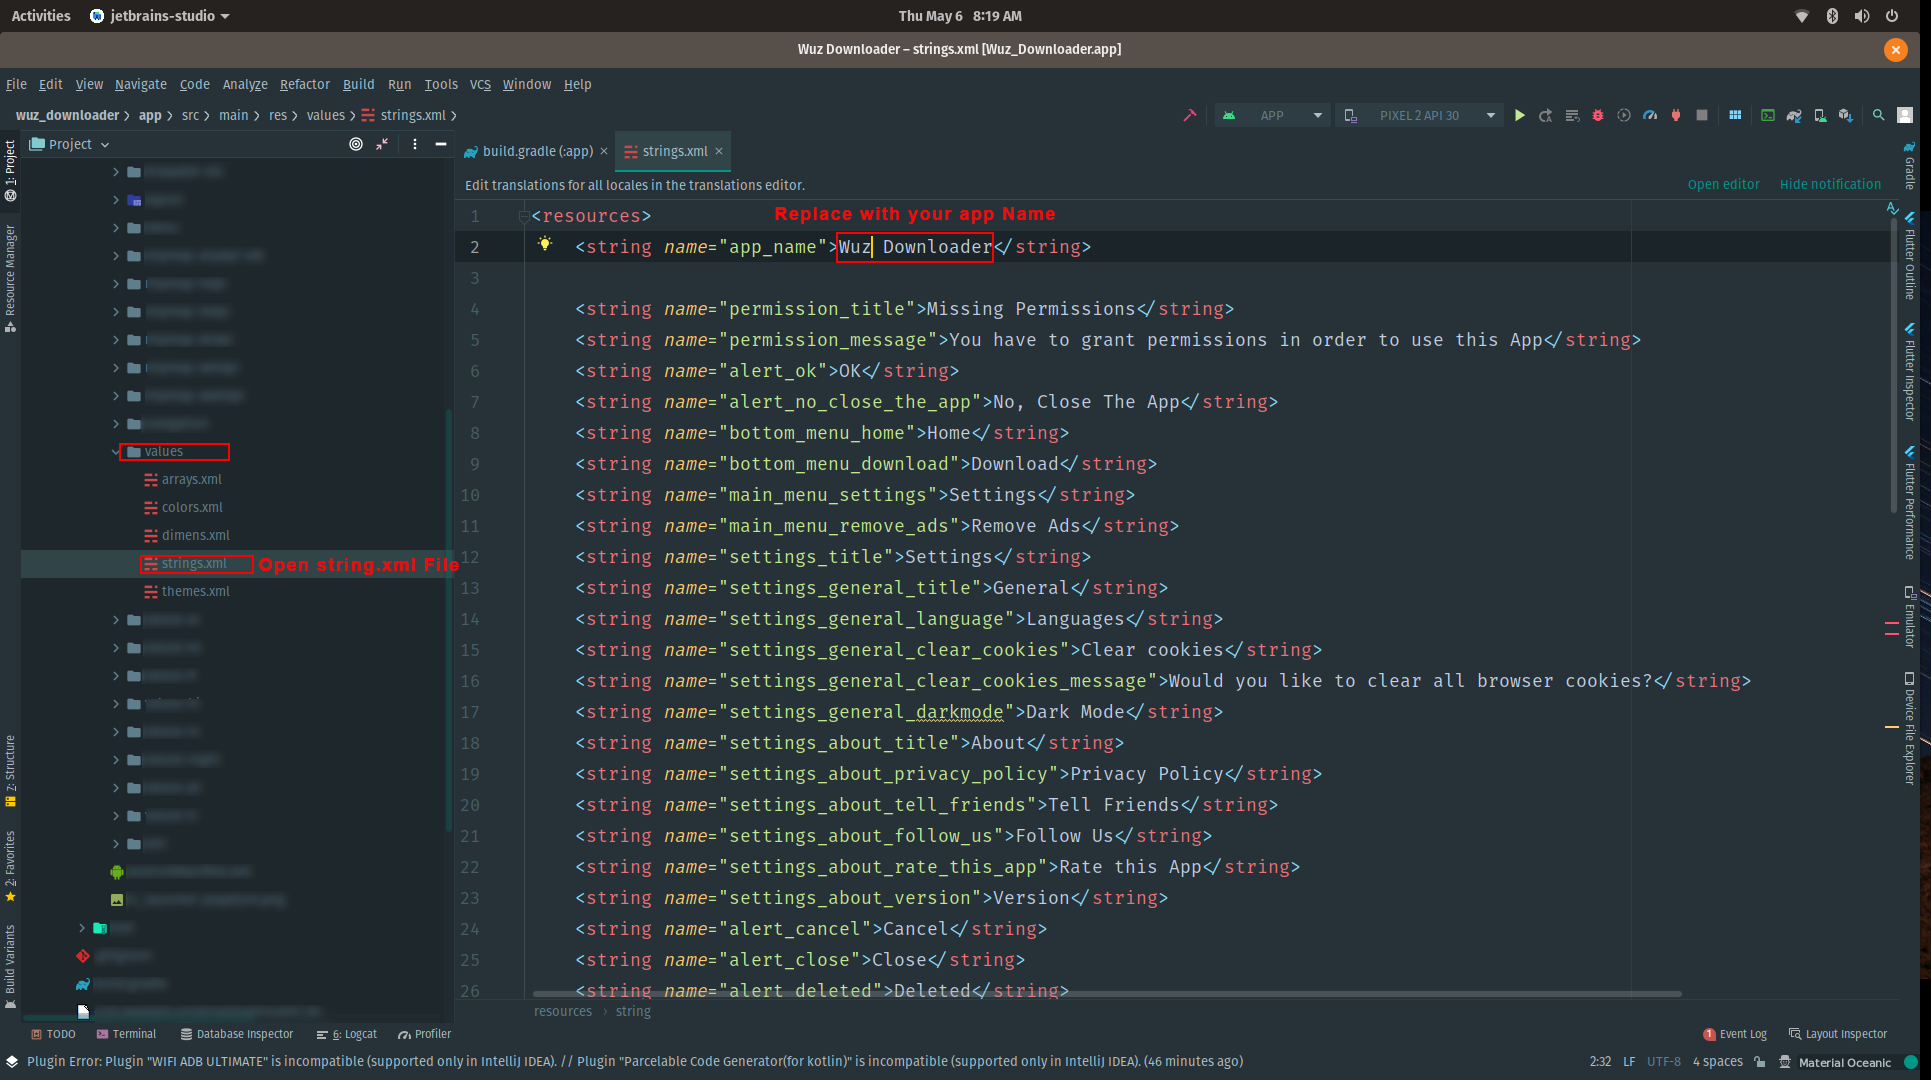 Activities jetbrains-studio Thu May 6 8:19 AM
Wuz Downloader – strings.xml [Wuz_Downloader.app]
File Edit View Navigate Code Analyze Refactor Build Run Tools VCS Window Help
wuz_downloader app src main res values strings.xml APP PIXEL 2 API 30
Project
build.gradle (:app) strings.xml
Edit translations for all locales in the translations editor. Open editor Hide notification
1: Project
Resource Manager
Z: Structure
2: Favorites
Build Variants
values
arrays.xml
colors.xml
dimens.xml
strings.xml Open string.xml File
themes.xml
Replace with your app Name
1 <resources>
2 <string name="app_name">Wuz Downloader</string>
3
4 <string name="permission_title">Missing Permissions</string>
5 <string name="permission_message">You have to grant permissions in order to use this App</string>
6 <string name="alert_ok">OK</string>
7 <string name="alert_no_close_the_app">No, Close The App</string>
8 <string name="bottom_menu_home">Home</string>
9 <string name="bottom_menu_download">Download</string>
10 <string name="main_menu_settings">Settings</string>
11 <string name="main_menu_remove_ads">Remove Ads</string>
12 <string name="settings_title">Settings</string>
13 <string name="settings_general_title">General</string>
14 <string name="settings_general_language">Languages</string>
15 <string name="settings_general_clear_cookies">Clear cookies</string>
16 <string name="settings_general_clear_cookies_message">Would you like to clear all browser cookies?</string>
17 <string name="settings_general_darkmode">Dark Mode</string>
18 <string name="settings_about_title">About</string>
19 <string name="settings_about_privacy_policy">Privacy Policy</string>
20 <string name="settings_about_tell_friends">Tell Friends</string>
21 <string name="settings_about_follow_us">Follow Us</string>
22 <string name="settings_about_rate_this_app">Rate this App</string>
23 <string name="settings_about_version">Version</string>
24 <string name="alert_cancel">Cancel</string>
25 <string name="alert_close">Close</string>
26 <string name="alert_deleted">Deleted</string>
resources string
Gradle
Flutter Outline
Flutter Inspector
Flutter Performance
Emulator
Device File Explorer
TODO Terminal Database Inspector 6: Logcat Profiler 1 Event Log Layout Inspector
Plugin Error: Plugin "WIFI ADB ULTIMATE" is incompatible (supported only in IntelliJ IDEA). // Plugin "Parcelable Code Generator(for kotlin)" is incompatible (supported only in IntelliJ IDEA). (46 minutes ago) 2:32 LF UTF-8 4 spaces Material Oceanic